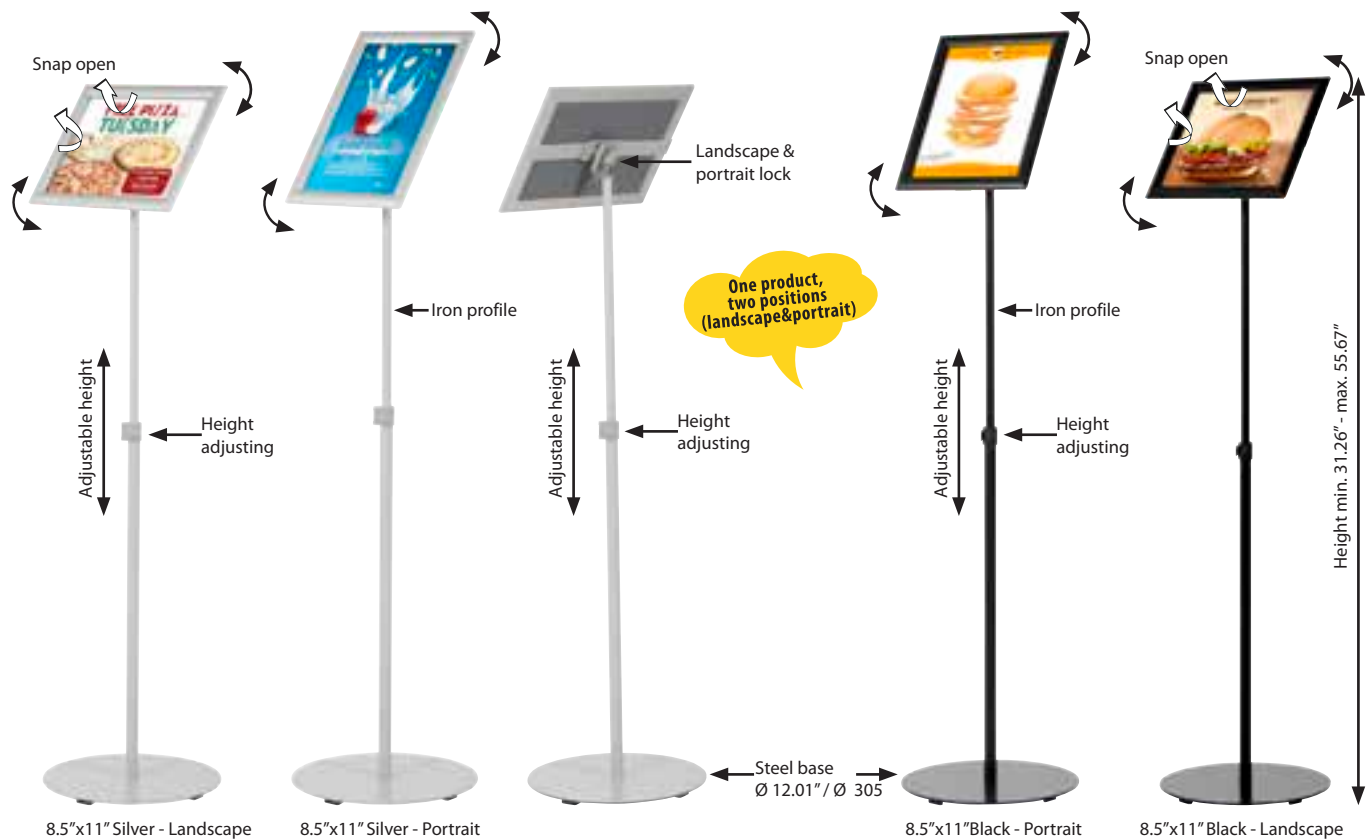 Snap open
FREE PIZZA
TUESDAY
Landscape &
portrait lock
Snap open
One product,
two positions
(landscape&portrait)
Iron profile
Iron profile
Adjustable height
Height
adjusting
Adjustable height
Height
adjusting
Adjustable height
Height
adjusting
Height min. 31.26” - max. 55.67”
Steel base
Ø 12.01” / Ø 305
8.5”x11” Silver - Landscape
8.5”x11” Silver - Portrait
8.5”x11”Black - Portrait
8.5”x11” Black - Landscape